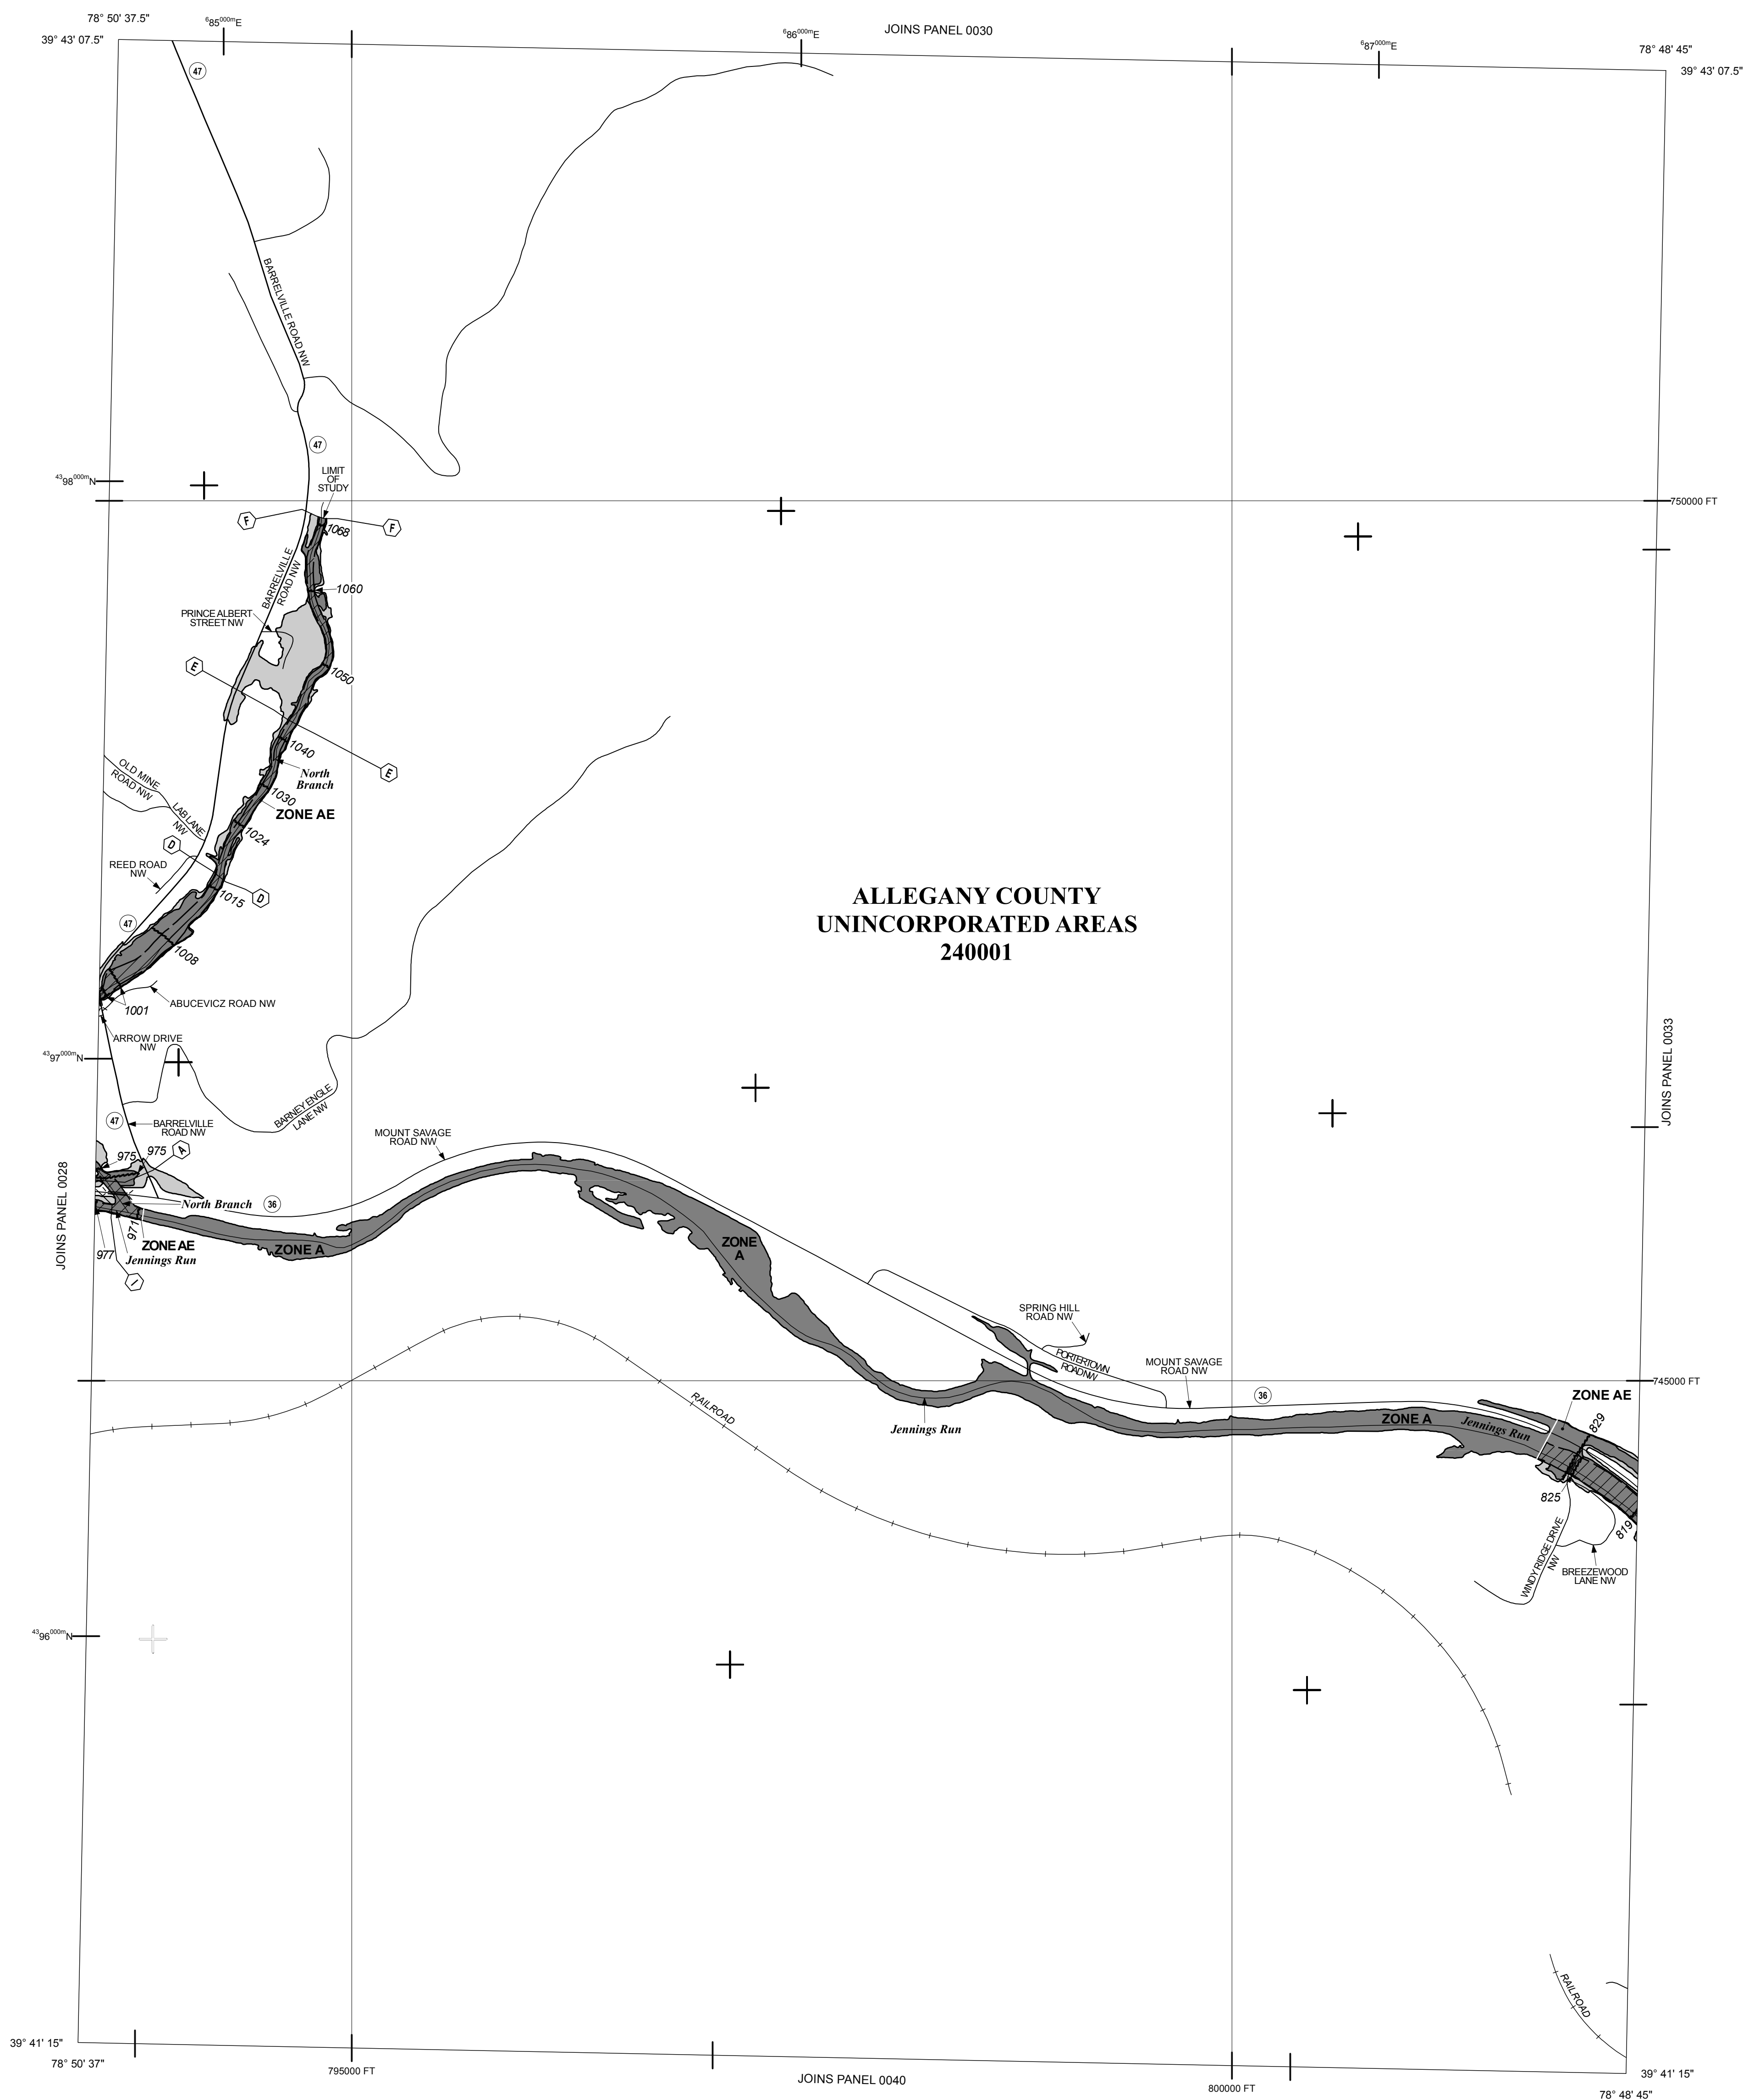 78° 50' 37.5"
685000mE
JOINS PANEL 0030
686000mE
687000mE
78° 48' 45"
39° 43' 07.5"
39° 43' 07.5"
47
BARRELVILLE ROAD NW
47
LIMIT
OF
STUDY
4398000mN
750000 FT
F
F
1068
BARRELVILLE
ROAD NW
1060
PRINCE ALBERT
STREET NW
E
1050
1040
OLD MINE
ROAD NW
North
Branch
E
1030
LAB LANE
NW
ZONE AE
1024
D
REED ROAD
NW
1015
D
ALLEGANY COUNTY
UNINCORPORATED AREAS
240001
47
1008
1001
ABUCEVICZ ROAD NW
ARROW DRIVE
NW
4397000mN
JOINS PANEL 0033
BARNEY ENGLE
LANE NW
47
BARRELVILLE
ROAD NW
MOUNT SAVAGE
ROAD NW
975
975
A
JOINS PANEL 0028
North Branch
36
971
977
ZONE AE
Jennings Run
I
ZONE A
ZONE
A
SPRING HILL
ROAD NW
PORTERTOWN
ROAD NW
MOUNT SAVAGE
ROAD NW
745000 FT
36
ZONE AE
RAILROAD
Jennings Run
ZONE A
Jennings Run
829
825
819
WINDY RIDGE DRIVE
NW
BREEZEWOOD
LANE NW
4396000mN
RAILROAD
39° 41' 15"
78° 50' 37"
795000 FT
JOINS PANEL 0040
800000 FT
39° 41' 15"
78° 48' 45"